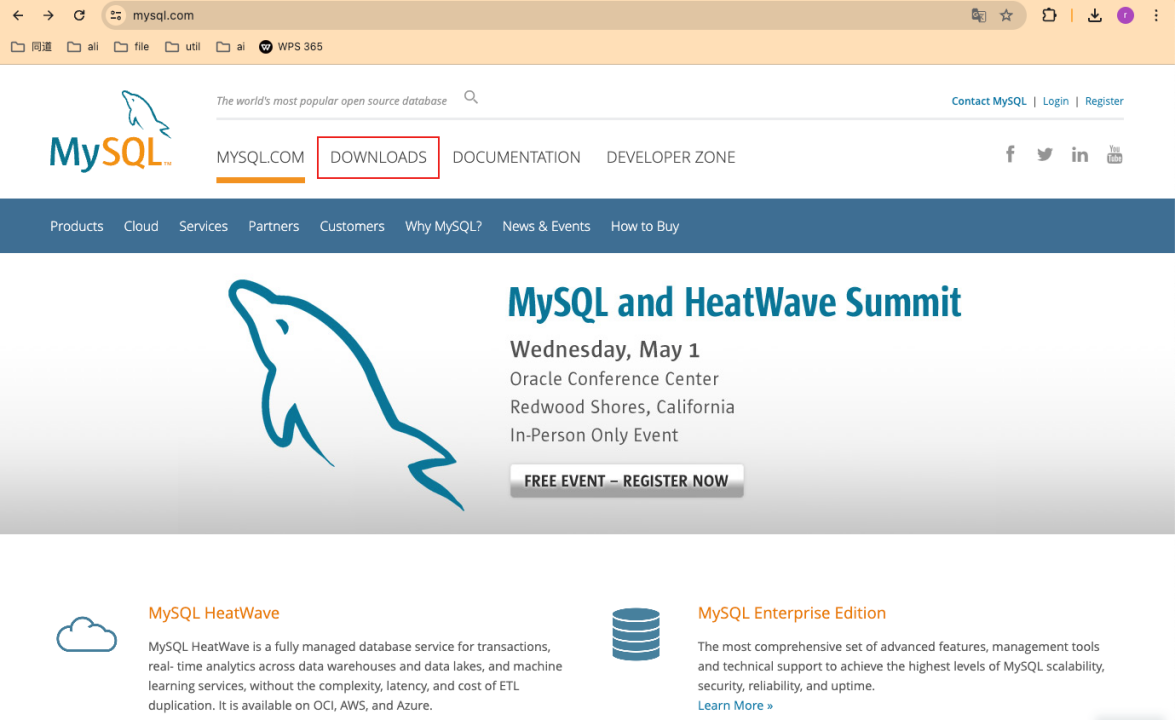 mysql.com
同道 ali file util ai WPS 365
The world's most popular open source database
Contact MySQL | Login | Register
MySQL™
MYSQL.COM DOWNLOADS DOCUMENTATION DEVELOPER ZONE
f in You Tube
Products Cloud Services Partners Customers Why MySQL? News & Events How to Buy
MySQL and HeatWave Summit
Wednesday, May 1
Oracle Conference Center
Redwood Shores, California
In-Person Only Event
FREE EVENT – REGISTER NOW
MySQL HeatWave
MySQL HeatWave is a fully managed database service for transactions,
real- time analytics across data warehouses and data lakes, and machine
learning services, without the complexity, latency, and cost of ETL
duplication. It is available on OCI, AWS, and Azure.
MySQL Enterprise Edition
The most comprehensive set of advanced features, management tools
and technical support to achieve the highest levels of MySQL scalability,
security, reliability, and uptime.
Learn More »